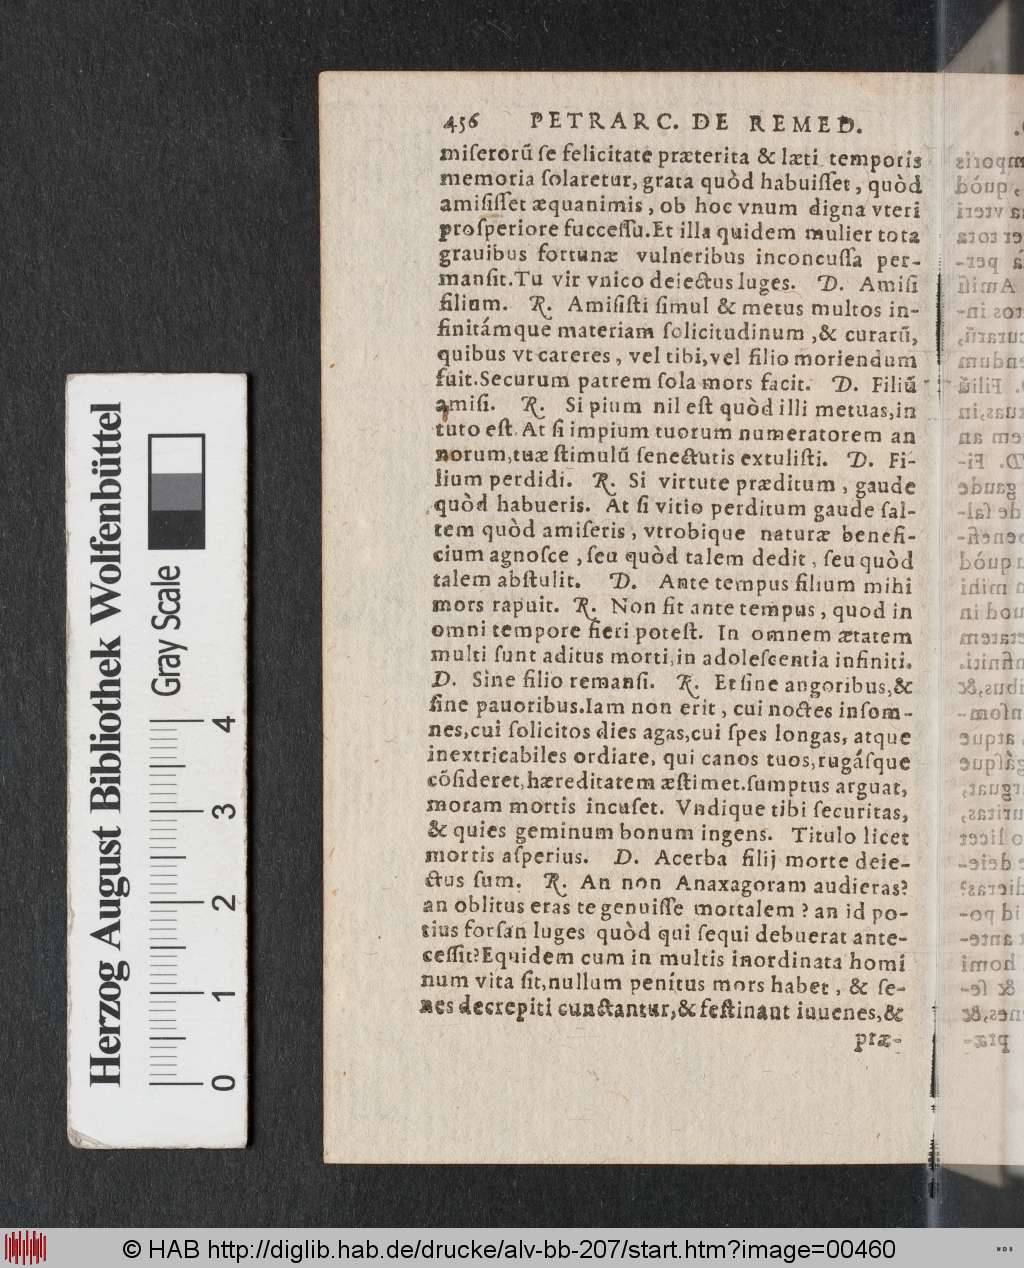 456 PETRARC. DE REMED.
miſerorũ ſe felicitate præterita & læti temporis
memoria ſolaretur, grata quòd habuiſſet, quòd
amiſiſſet æquanimis, ob hoc vnum digna vteri
proſperiore ſucceſſu. Et illa quidem mulier tota
grauibus fortunæ vulneribus inconcuſſa per-
manſit. Tu vir vnico deiectus luges. D. Amiſi
filium. R. Amiſiſti ſimul & metus multos in-
finitámque materiam ſolicitudinum, & curarũ,
quibus vt careres, vel tibi, vel filio moriendum
fuit. Securum patrem ſola mors facit. D. Filiũ
amiſi. R. Si pium nil eſt quòd illi metuas, in
tuto eſt. At ſi impium tuorum numeratorem an
norum, tuæ ſtimulũ ſenectutis extuliſti. D. Fi-
lium perdidi. R. Si virtute præditum, gaude
quòd habueris. At ſi vitio perditum gaude ſal-
tem quòd amiſeris, vtrobique naturæ benefi-
cium agnoſce, ſeu quòd talem dedit, ſeu quòd
talem abſtulit. D. Ante tempus filium mihi
mors rapuit. R. Non fit ante tempus, quod in
omni tempore fieri poteſt. In omnem ætatem
multi ſunt aditus morti, in adoleſcentia infiniti.
D. Sine filio remanſi. R. Et ſine angoribus, &
ſine pauoribus. Iam non erit, cui noctes inſom-
nes, cui ſolicitos dies agas, cui ſpes longas, atque
inextricabiles ordiare, qui canos tuos, rugáſque
cõſideret, hæreditatem æſtimet. ſumptus arguat,
moram mortis incuſet. Vndique tibi ſecuritas,
& quies geminum bonum ingens. Titulo licet
mortis aſperius. D. Acerba filij morte deie-
ctus ſum. R. An non Anaxagoram audieras?
an oblitus eras te genuiſſe mortalem? an id po-
tius forſan luges quòd qui ſequi debuerat ante-
ceſſit? Equidem cum in multis inordinata homi
num vita ſit, nullum penitus mors habet, & ſe-
nes decrepiti cunctantur, & feſtinant iuuenes, &
præ-
Herzog August Bibliothek Wolfenbüttel
Gray Scale
0 1 2 3 4
© HAB http://diglib.hab.de/drucke/alv-bb-207/start.htm?image=00460